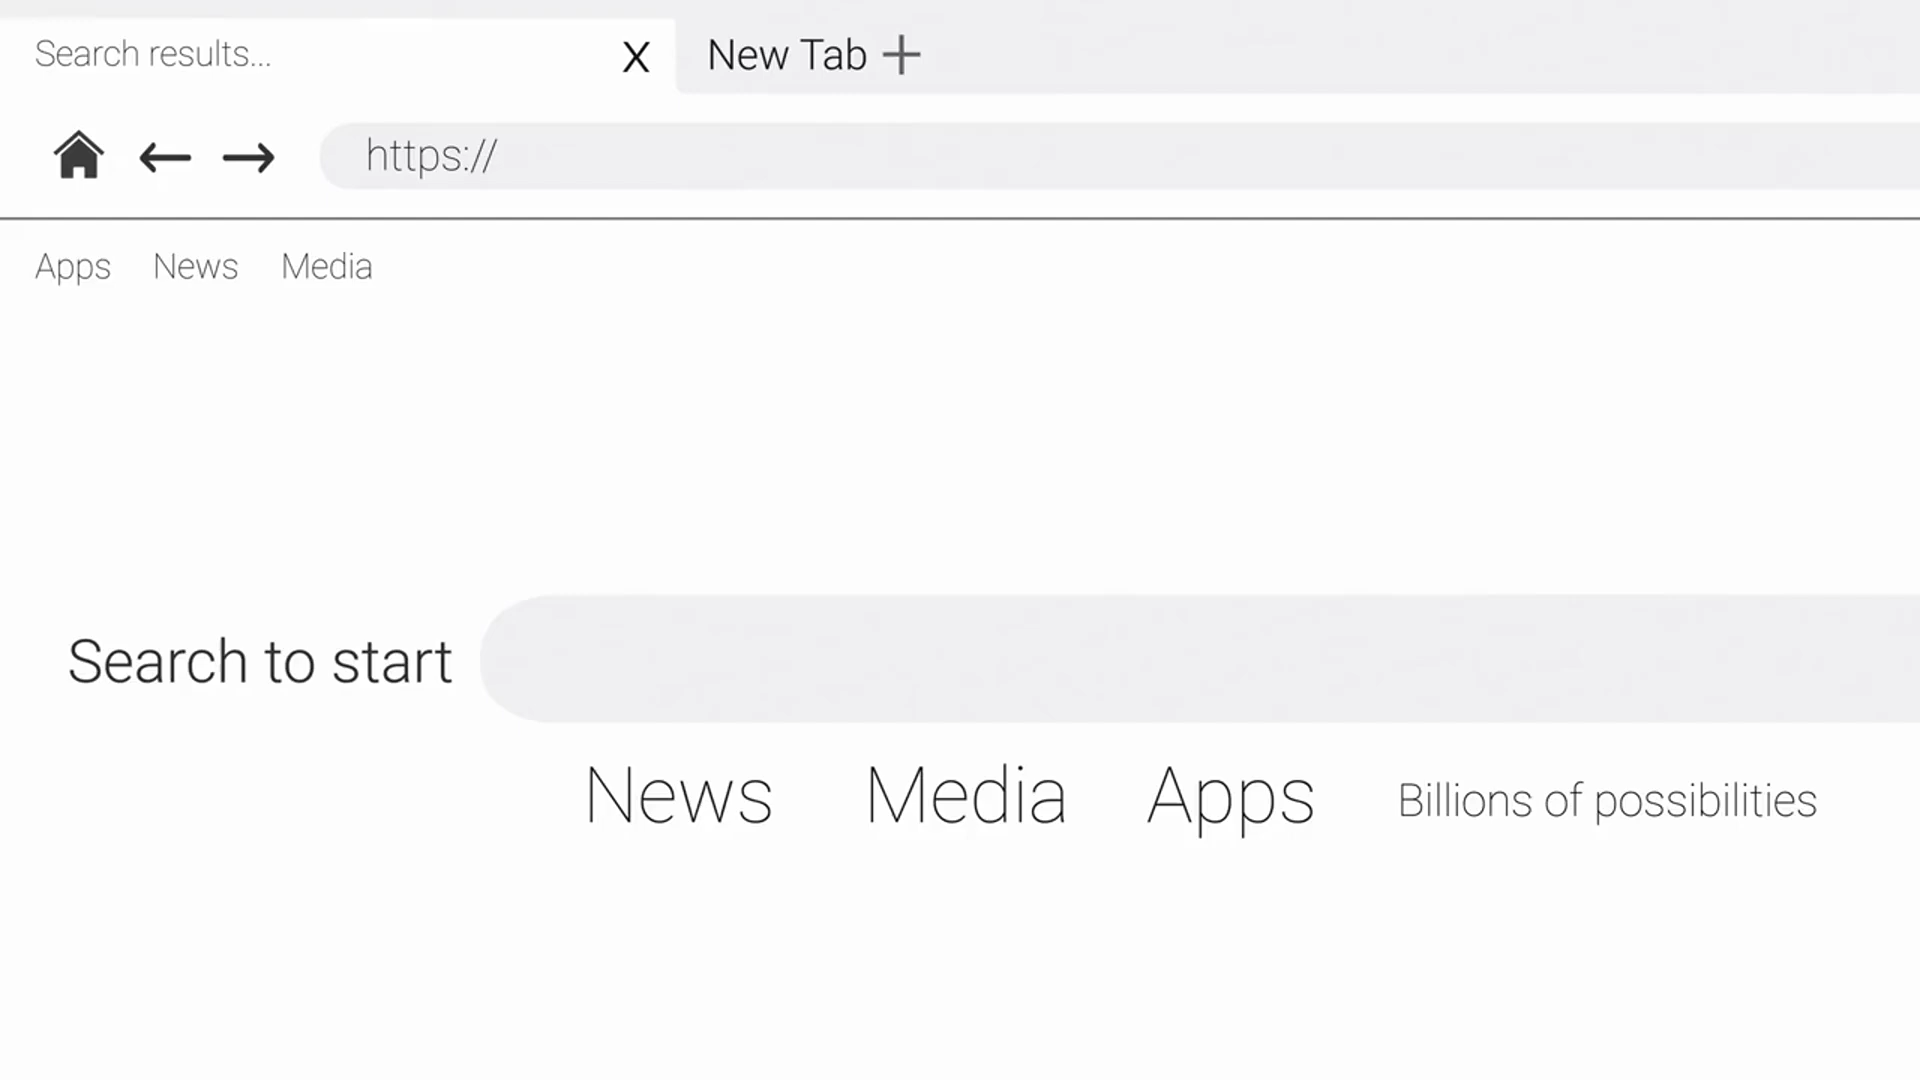 Search results... X New Tab +
https://
Apps News Media
Search to start
News Media Apps Billions of possibilities